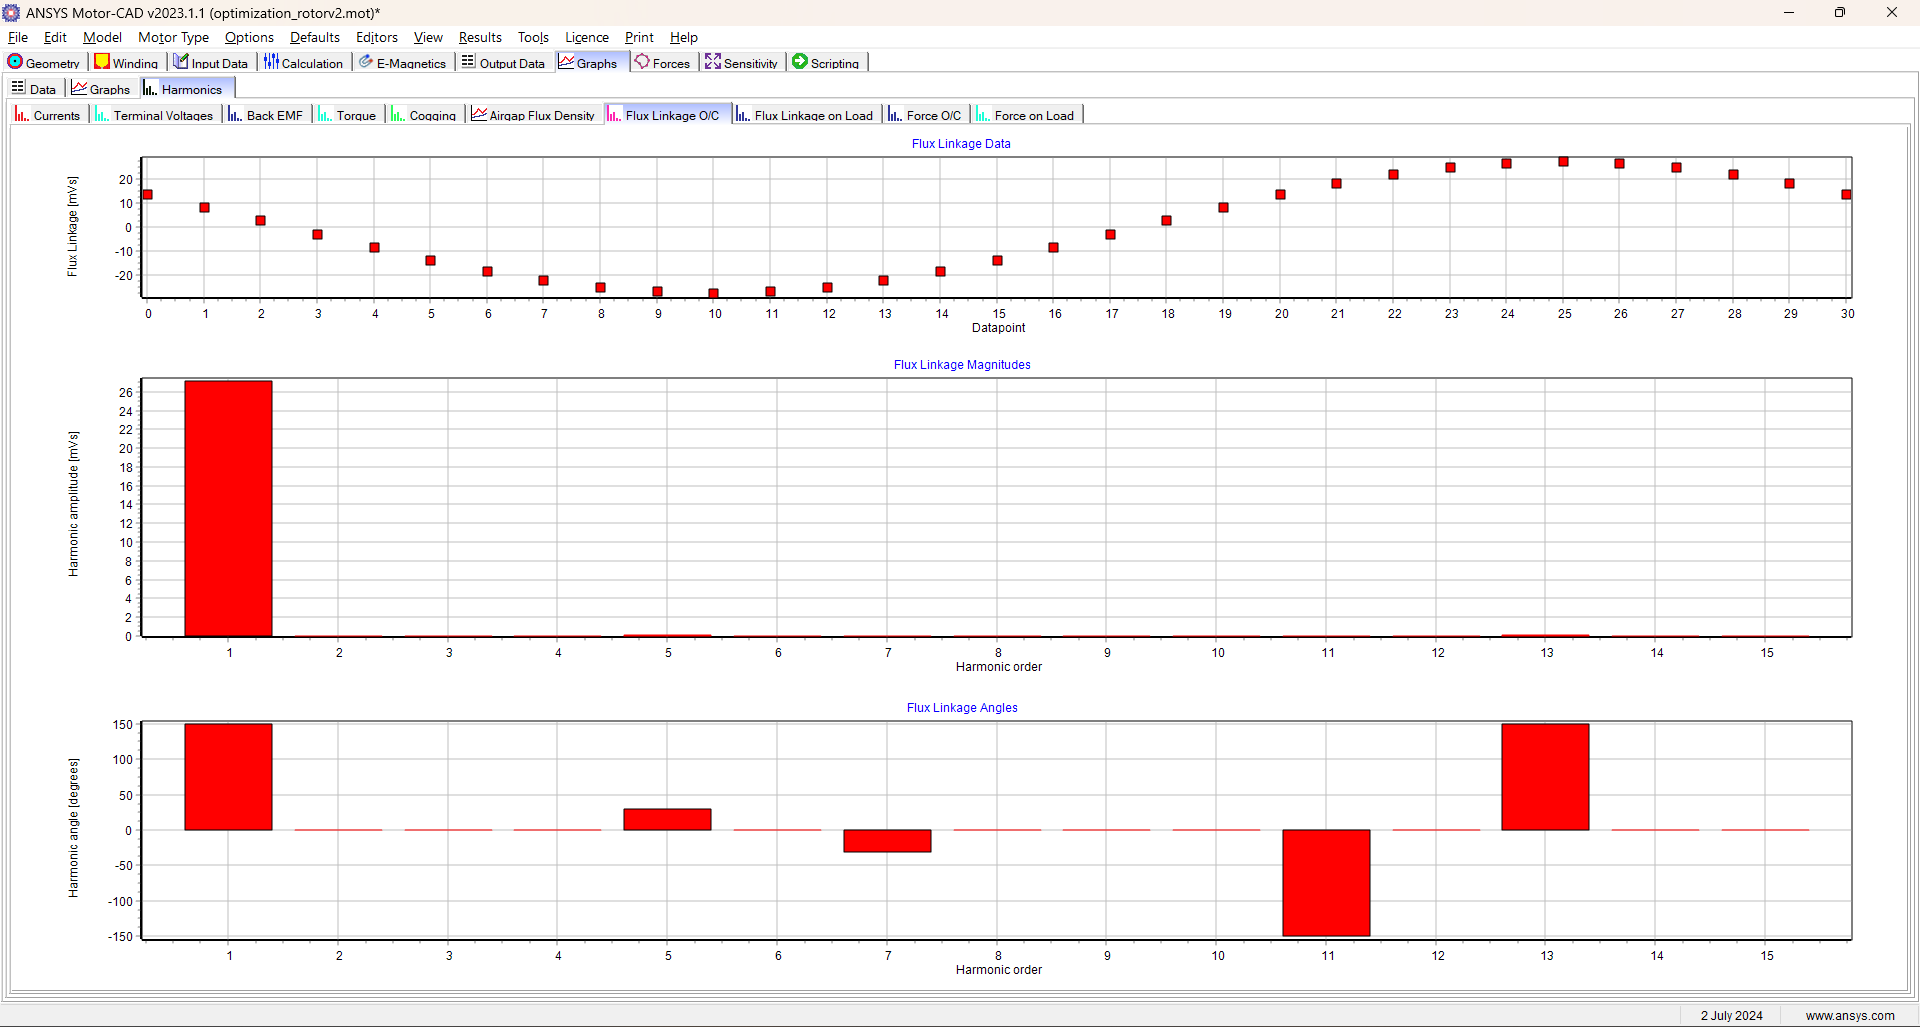 ANSYS Motor-CAD v2023.1.1 (optimization_rotorv2.mot)*
File Edit Model Motor Type Options Defaults Editors View Results Tools Licence Print Help
Geometry Winding Input Data Calculation E-Magnetics Output Data Graphs Forces Sensitivity Scripting
Data Graphs Harmonics
Currents Terminal Voltages Back EMF Torque Cogging Airgap Flux Density Flux Linkage O/C Flux Linkage on Load Force O/C Force on Load
Flux Linkage Data
Flux Linkage [mVs]
20
10
0
-10
-20
0 1 2 3 4 5 6 7 8 9 10 11 12 13 14 15 16 17 18 19 20 21 22 23 24 25 26 27 28 29 30
Datapoint
Flux Linkage Magnitudes
Harmonic amplitude [mVs]
26
24
22
20
18
16
14
12
10
8
6
4
2
0
1 2 3 4 5 6 7 8 9 10 11 12 13 14 15
Harmonic order
Flux Linkage Angles
Harmonic angle [degrees]
150
100
50
0
-50
-100
-150
1 2 3 4 5 6 7 8 9 10 11 12 13 14 15
Harmonic order
2 July 2024 www.ansys.com